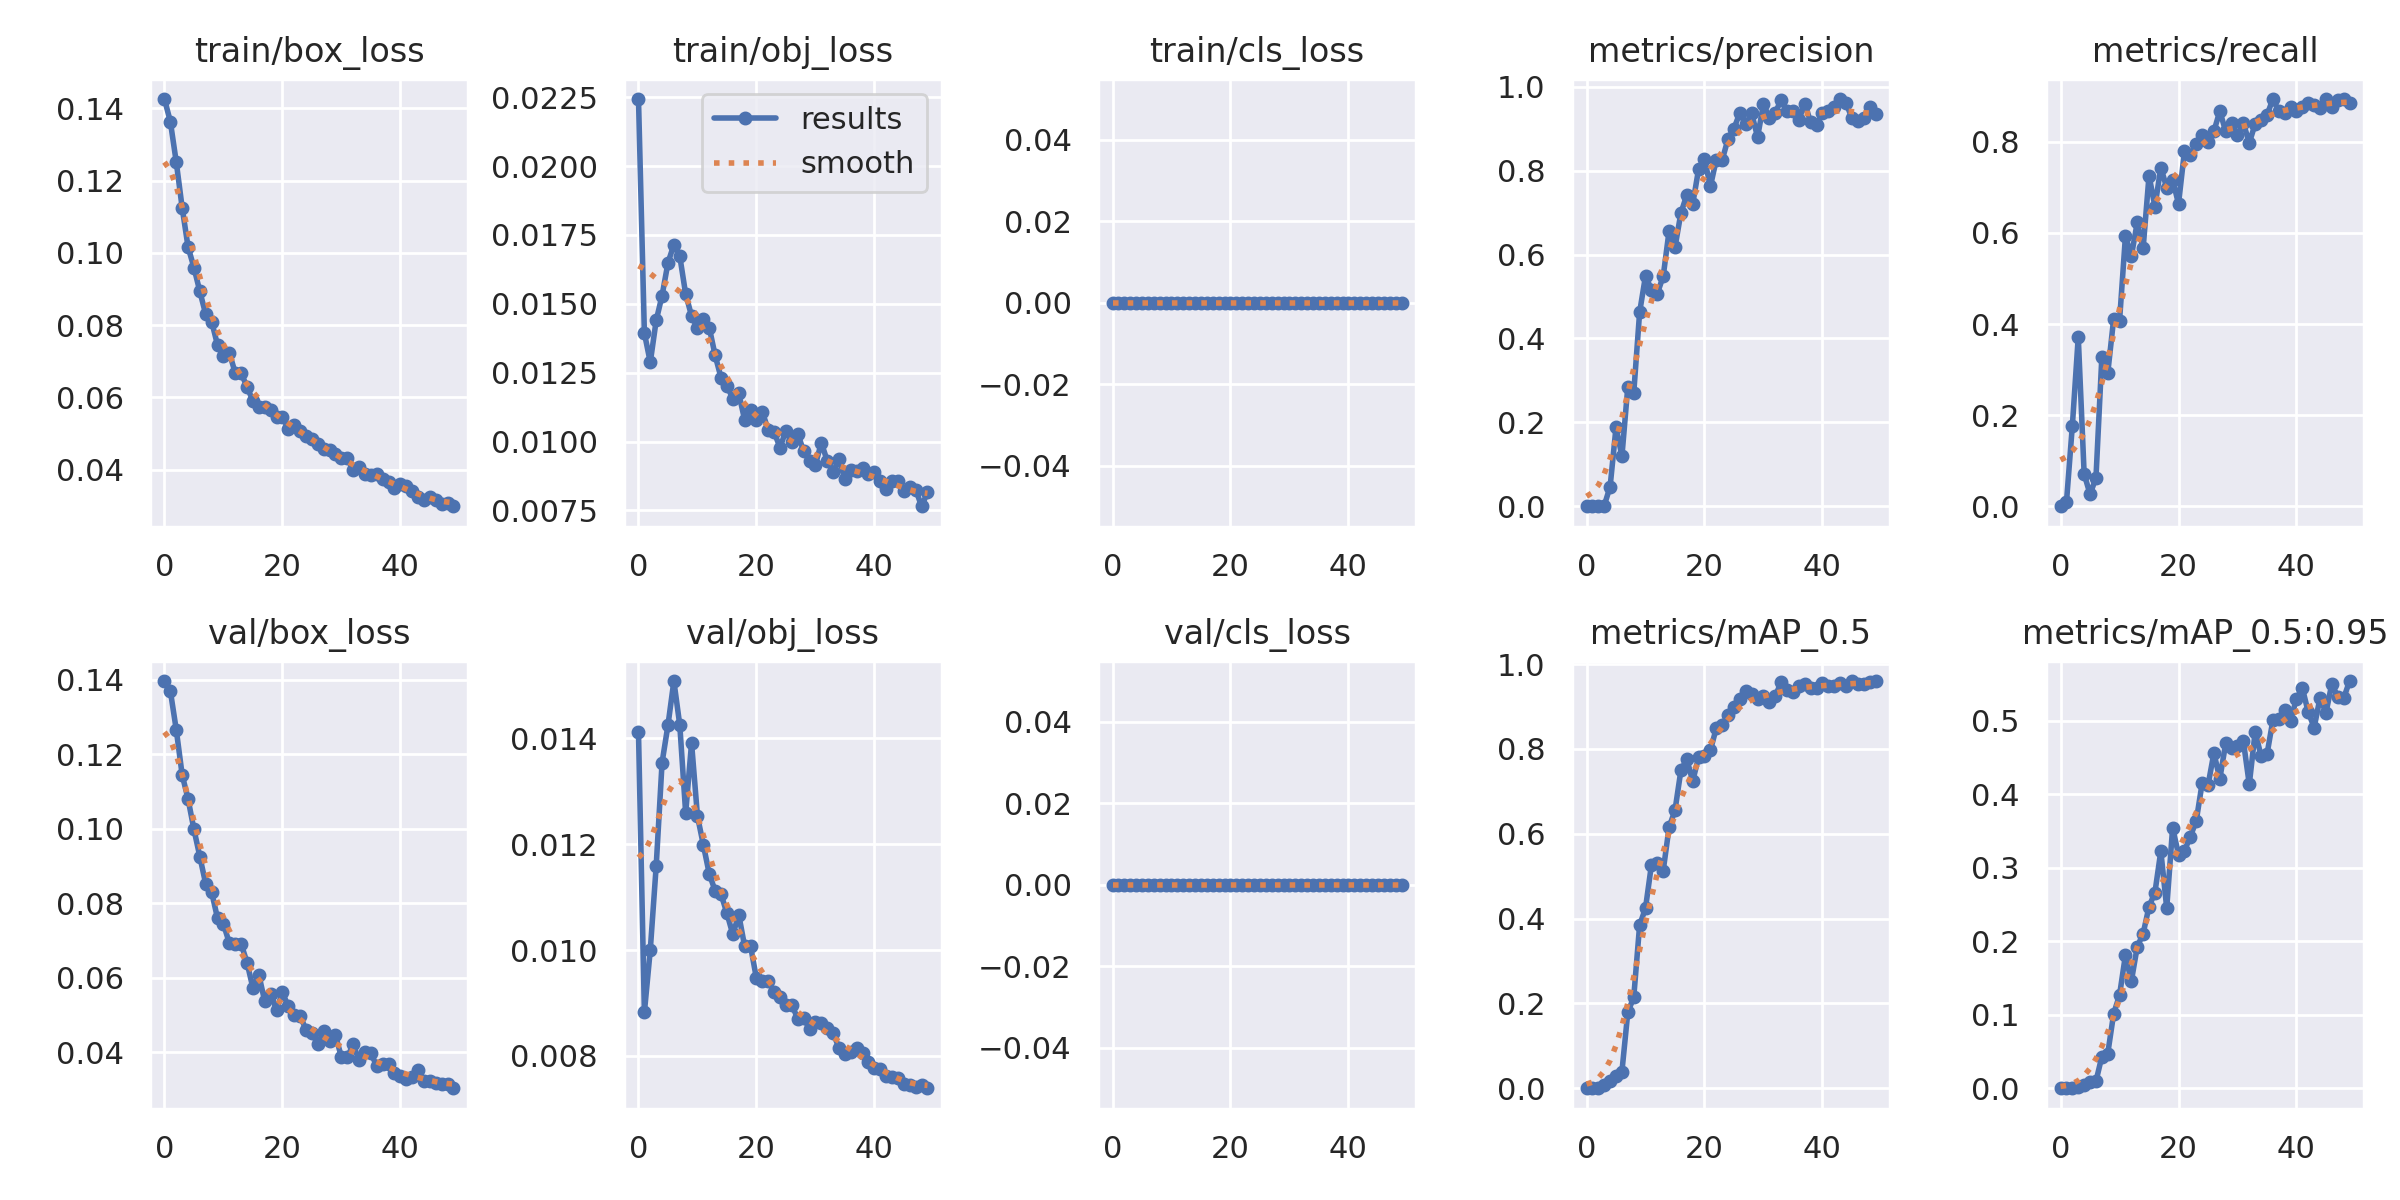 train/box_loss
0.14
0.12
0.10
0.08
0.06
0.04
0 20 40
train/obj_loss
results
smooth
0.0225
0.0200
0.0175
0.0150
0.0125
0.0100
0.0075
0 20 40
train/cls_loss
0.04
0.02
0.00
−0.02
−0.04
0 20 40
metrics/precision
1.0
0.8
0.6
0.4
0.2
0.0
0 20 40
metrics/recall
0.8
0.6
0.4
0.2
0.0
0 20 40
val/box_loss
0.14
0.12
0.10
0.08
0.06
0.04
0 20 40
val/obj_loss
0.014
0.012
0.010
0.008
0 20 40
val/cls_loss
0.04
0.02
0.00
−0.02
−0.04
0 20 40
metrics/mAP_0.5
1.0
0.8
0.6
0.4
0.2
0.0
0 20 40
metrics/mAP_0.5:0.95
0.5
0.4
0.3
0.2
0.1
0.0
0 20 40